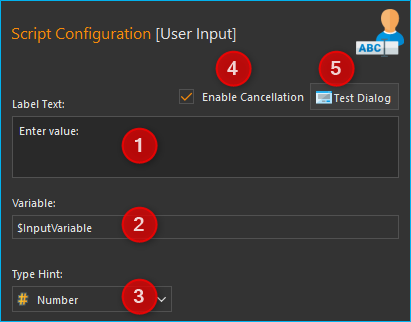 Script Configuration [User Input]
ABC
4
5
Enable Cancellation
Test Dialog
Label Text:
Enter value:
1
Variable:
$InputVariable
2
Type Hint:
# Number
3